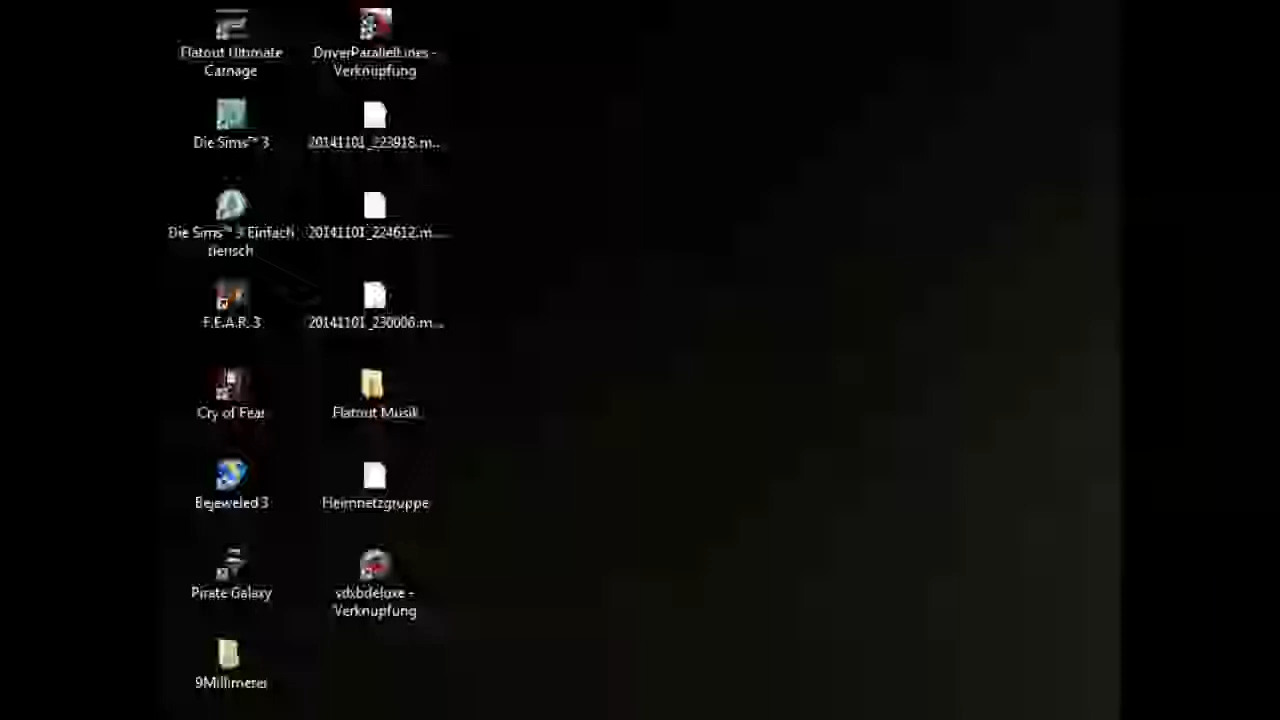 Flatout Ultimate
Carnage
DriverParallelLines -
Verknüpfung
Die Sims™ 3
20141101_223918.m...
Die Sims™ 3 Einfach
tierisch
20141101_224612.m...
F.E.A.R. 3
20141101_230006.m...
Cry of Fear
Flatout Musik
Bejeweled 3
Heimnetzgruppe
Pirate Galaxy
vdxbdeluxe -
Verknüpfung
9Millimeter